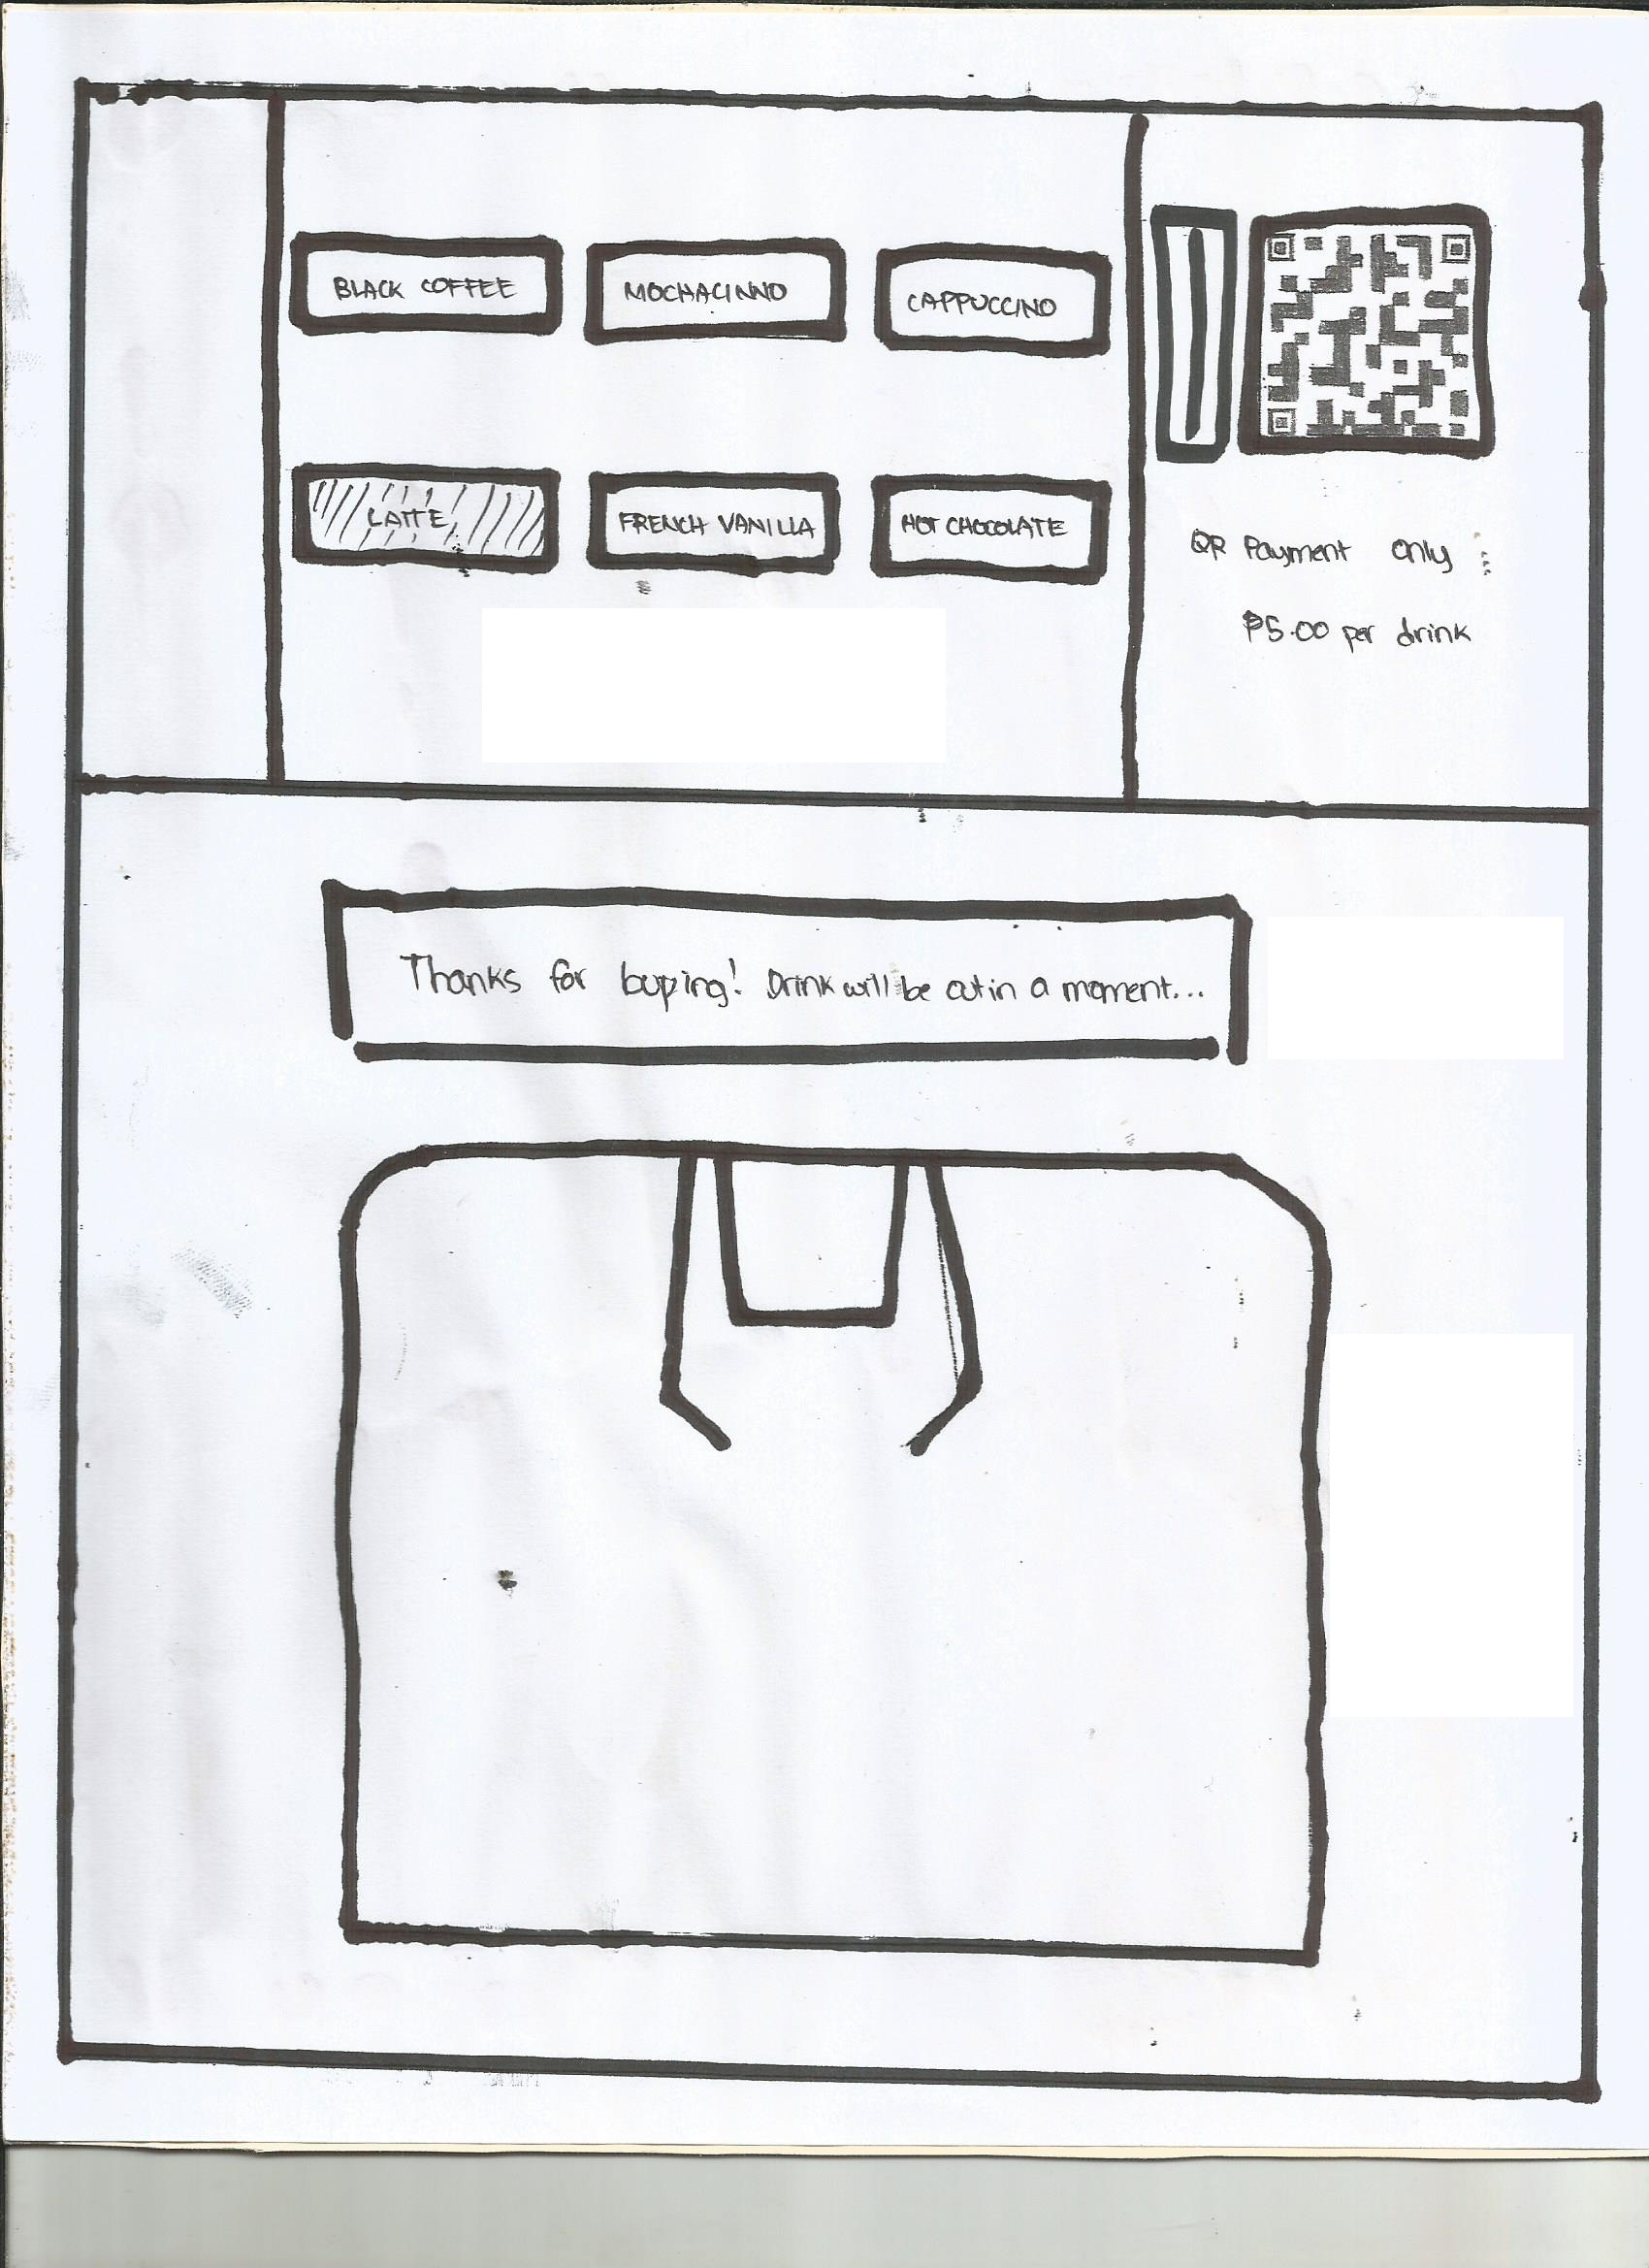 BLACK COFFEE
MOCHACINNO
CAPPUCCINO
LATTE
FRENCH VANILLA
HOT CHOCOLATE
QR Payment only
₱5.00 per drink
Thanks for buying! Drink will be out in a moment...